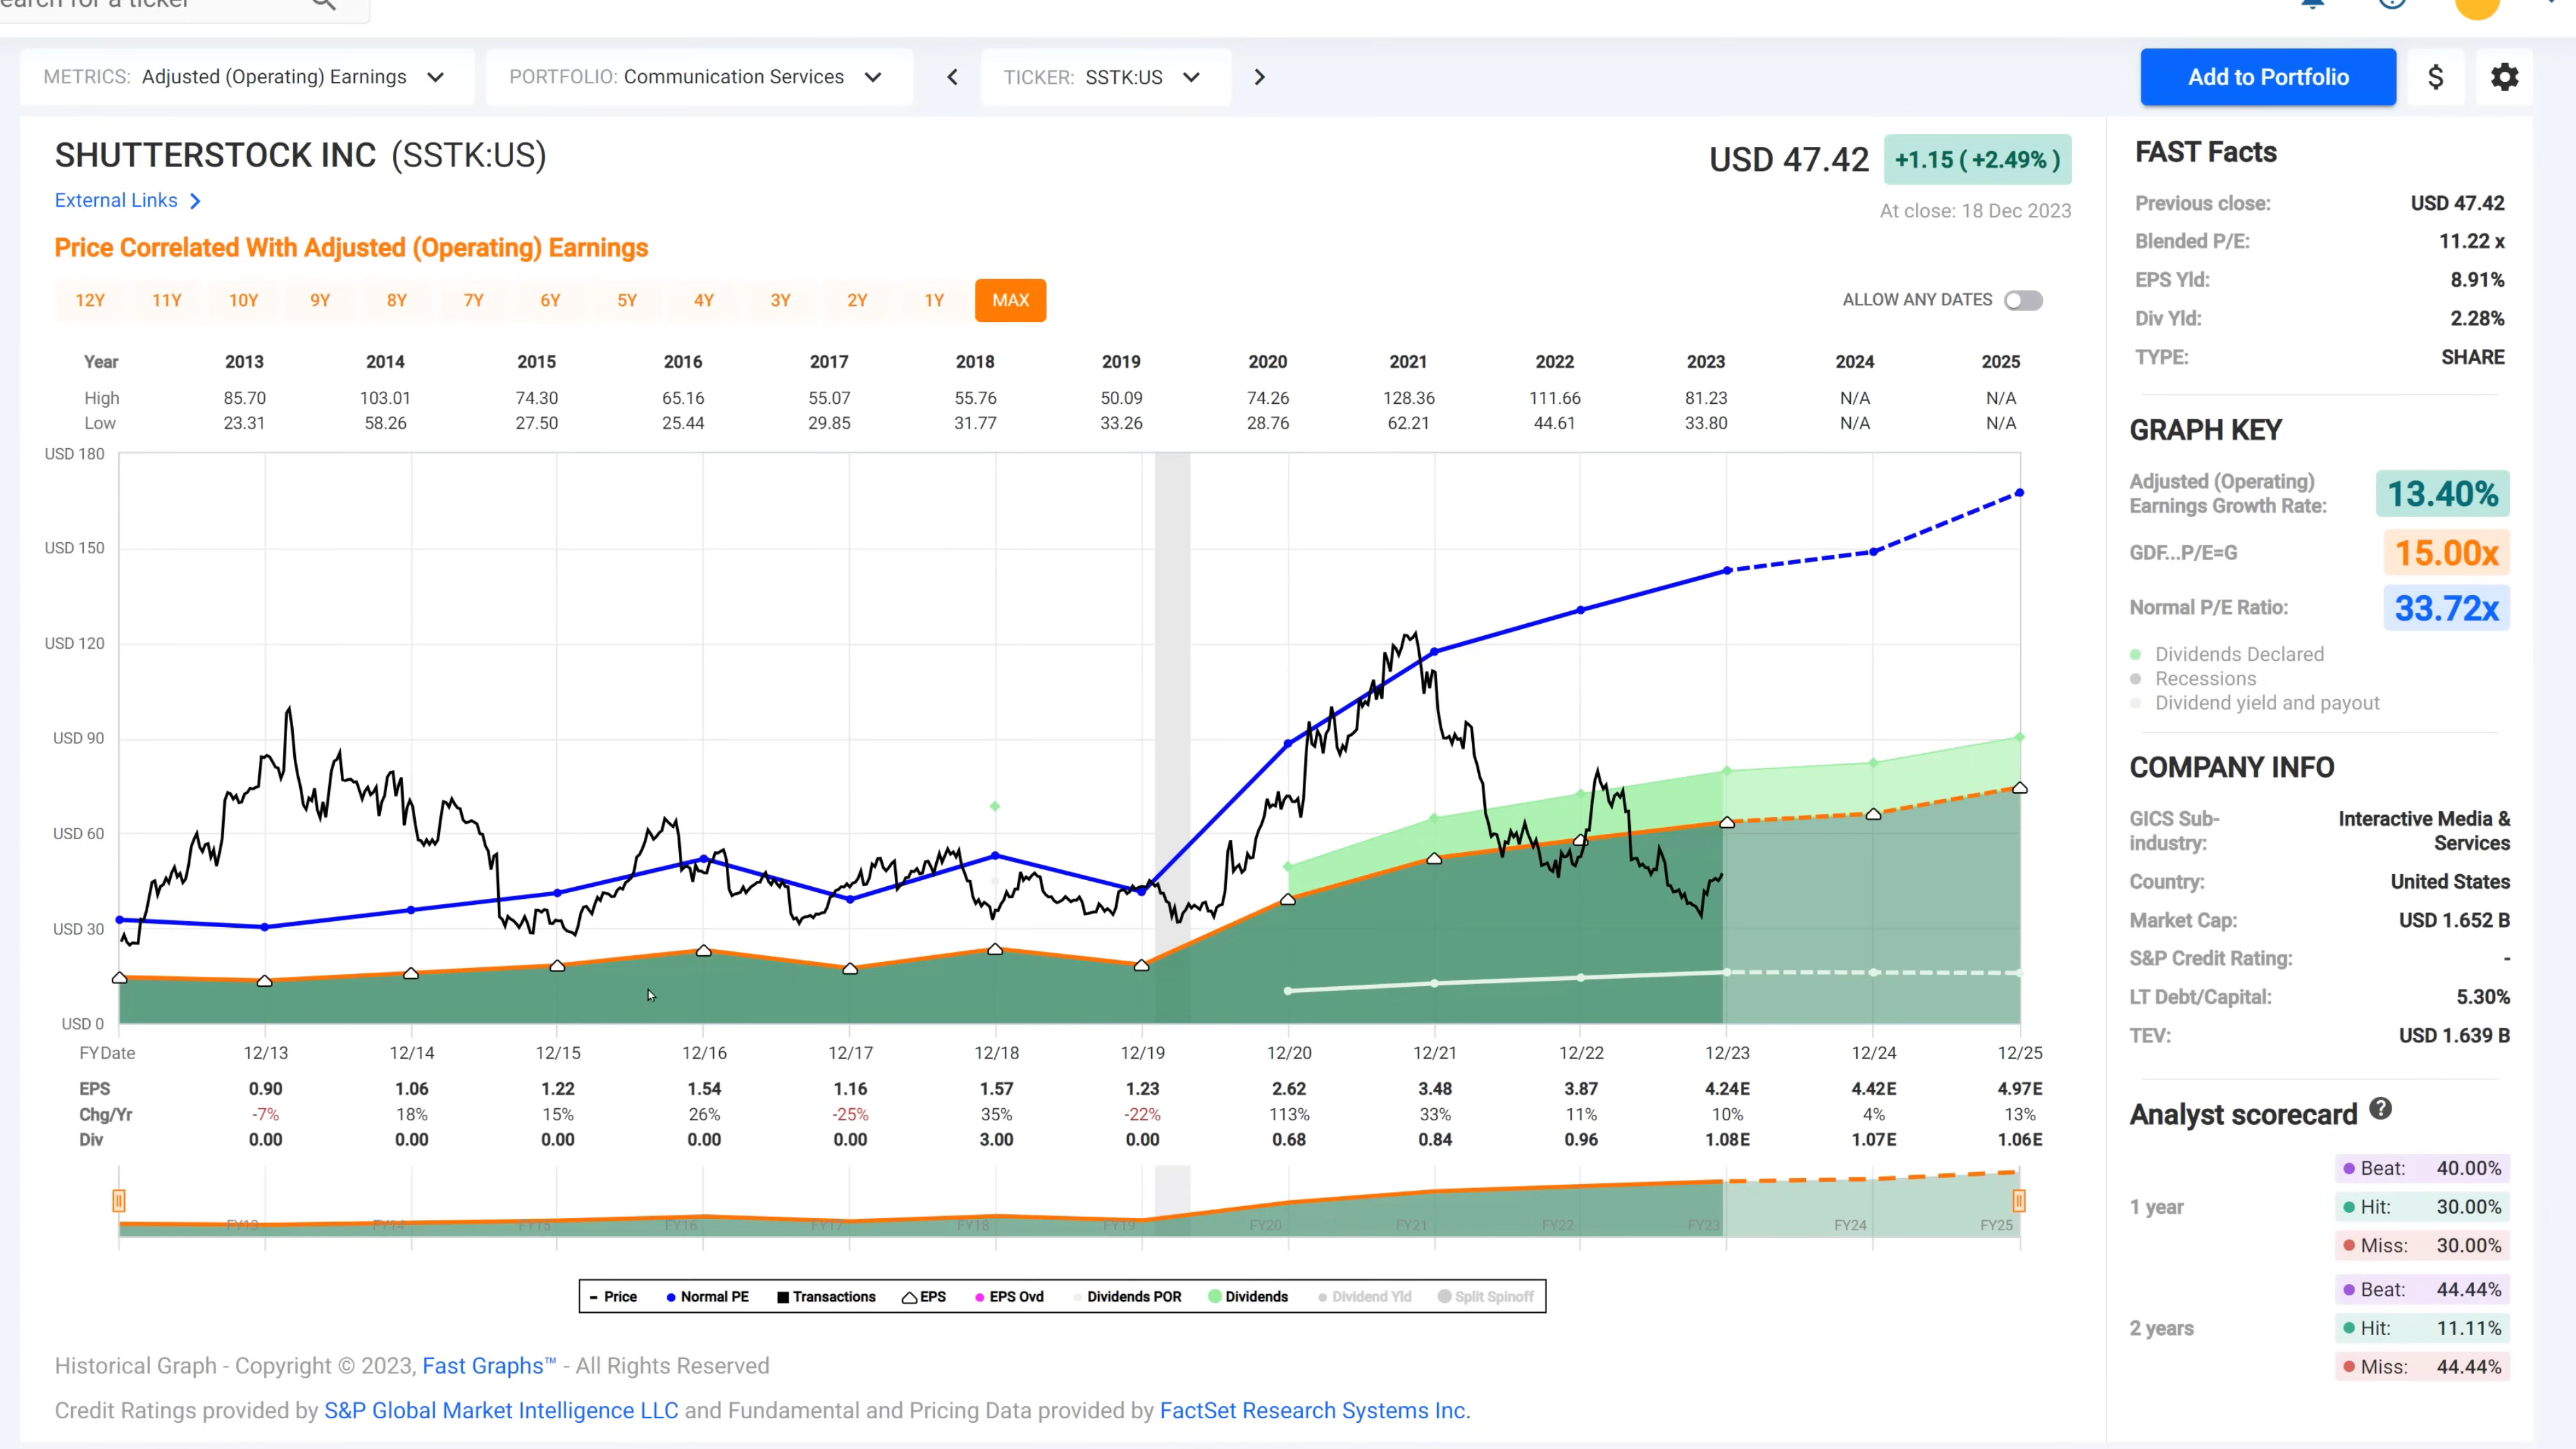 earch for a ticker
METRICS: Adjusted (Operating) Earnings PORTFOLIO: Communication Services TICKER: SSTK:US Add to Portfolio $
SHUTTERSTOCK INC (SSTK:US) USD 47.42 +1.15 ( +2.49% )
External Links At close: 18 Dec 2023
Price Correlated With Adjusted (Operating) Earnings
12Y 11Y 10Y 9Y 8Y 7Y 6Y 5Y 4Y 3Y 2Y 1Y MAX ALLOW ANY DATES
Year 2013 2014 2015 2016 2017 2018 2019 2020 2021 2022 2023 2024 2025
High 85.70 103.01 74.30 65.16 55.07 55.76 50.09 74.26 128.36 111.66 81.23 N/A N/A
Low 23.31 58.26 27.50 25.44 29.85 31.77 33.26 28.76 62.21 44.61 33.80 N/A N/A
USD 180
USD 150
USD 120
USD 90
USD 60
USD 30
USD 0
FYDate 12/13 12/14 12/15 12/16 12/17 12/18 12/19 12/20 12/21 12/22 12/23 12/24 12/25
EPS 0.90 1.06 1.22 1.54 1.16 1.57 1.23 2.62 3.48 3.87 4.24E 4.42E 4.97E
Chg/Yr -7% 18% 15% 26% -25% 35% -22% 113% 33% 11% 10% 4% 13%
Div 0.00 0.00 0.00 0.00 0.00 3.00 0.00 0.68 0.84 0.96 1.08E 1.07E 1.06E
FY13 FY14 FY15 FY16 FY17 FY18 FY19 FY20 FY21 FY22 FY23 FY24 FY25
Price Normal PE Transactions EPS EPS Ovd Dividends POR Dividends Dividend Yld Split Spinoff
Historical Graph - Copyright © 2023, Fast Graphs™ - All Rights Reserved
Credit Ratings provided by S&P Global Market Intelligence LLC and Fundamental and Pricing Data provided by FactSet Research Systems Inc.
FAST Facts
Previous close: USD 47.42
Blended P/E: 11.22 x
EPS Yld: 8.91%
Div Yld: 2.28%
TYPE: SHARE
GRAPH KEY
Adjusted (Operating)
Earnings Growth Rate: 13.40%
GDF...P/E=G 15.00x
Normal P/E Ratio: 33.72x
Dividends Declared
Recessions
Dividend yield and payout
COMPANY INFO
GICS Sub- Interactive Media &
industry: Services
Country: United States
Market Cap: USD 1.652 B
S&P Credit Rating: -
LT Debt/Capital: 5.30%
TEV: USD 1.639 B
Analyst scorecard ?
Beat: 40.00%
1 year Hit: 30.00%
Miss: 30.00%
Beat: 44.44%
2 years Hit: 11.11%
Miss: 44.44%